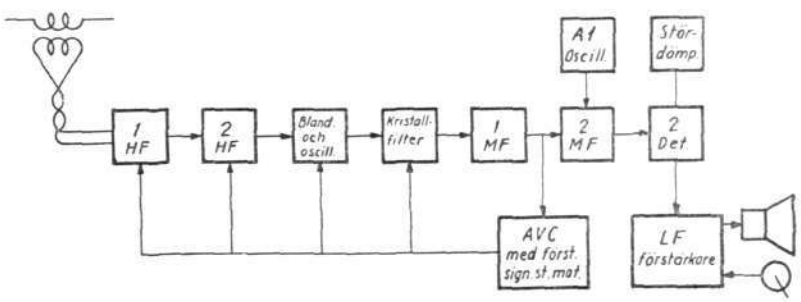 A1
Oscill.
Stör-
dämp.
1
HF
2
HF
Bland.
och
oscill.
Kristall-
filter
1
MF
2
MF
2
Det.
AVC
med först.
sign.st.mät.
LF
förstärkare